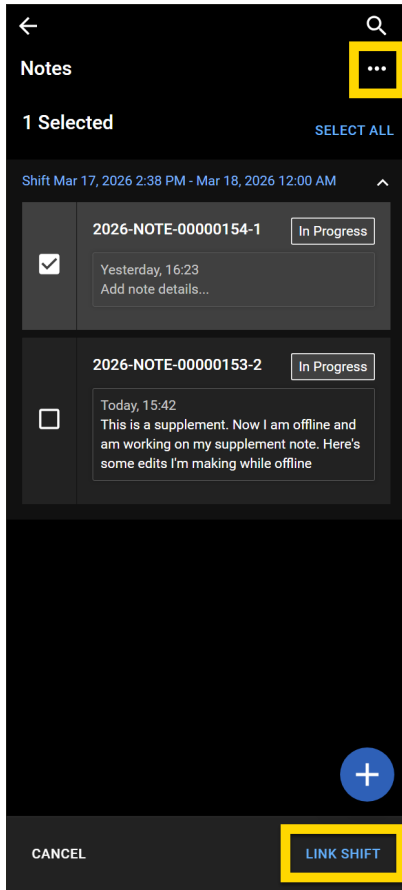 Notes
1 Selected
SELECT ALL
Shift Mar 17, 2026 2:38 PM - Mar 18, 2026 12:00 AM
2026-NOTE-00000154-1
In Progress
Yesterday, 16:23
Add note details...
2026-NOTE-00000153-2
In Progress
Today, 15:42
This is a supplement. Now I am offline and
am working on my supplement note. Here's
some edits I'm making while offline
CANCEL
LINK SHIFT